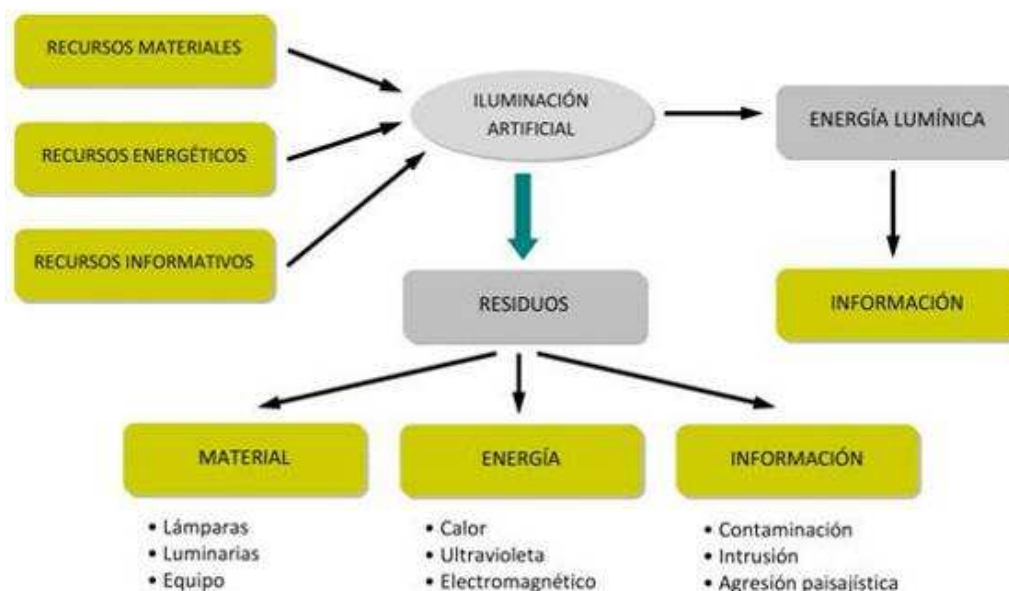 RECURSOS MATERIALES
RECURSOS ENERGÉTICOS
RECURSOS INFORMATIVOS
ILUMINACIÓN
ARTIFICIAL
ENERGÍA LUMÍNICA
INFORMACIÓN
RESIDUOS
MATERIAL
• Lámparas
• Luminarias
• Equipo
ENERGÍA
• Calor
• Ultravioleta
• Electromagnético
INFORMACIÓN
• Contaminación
• Intrusión
• Agresión paisajística